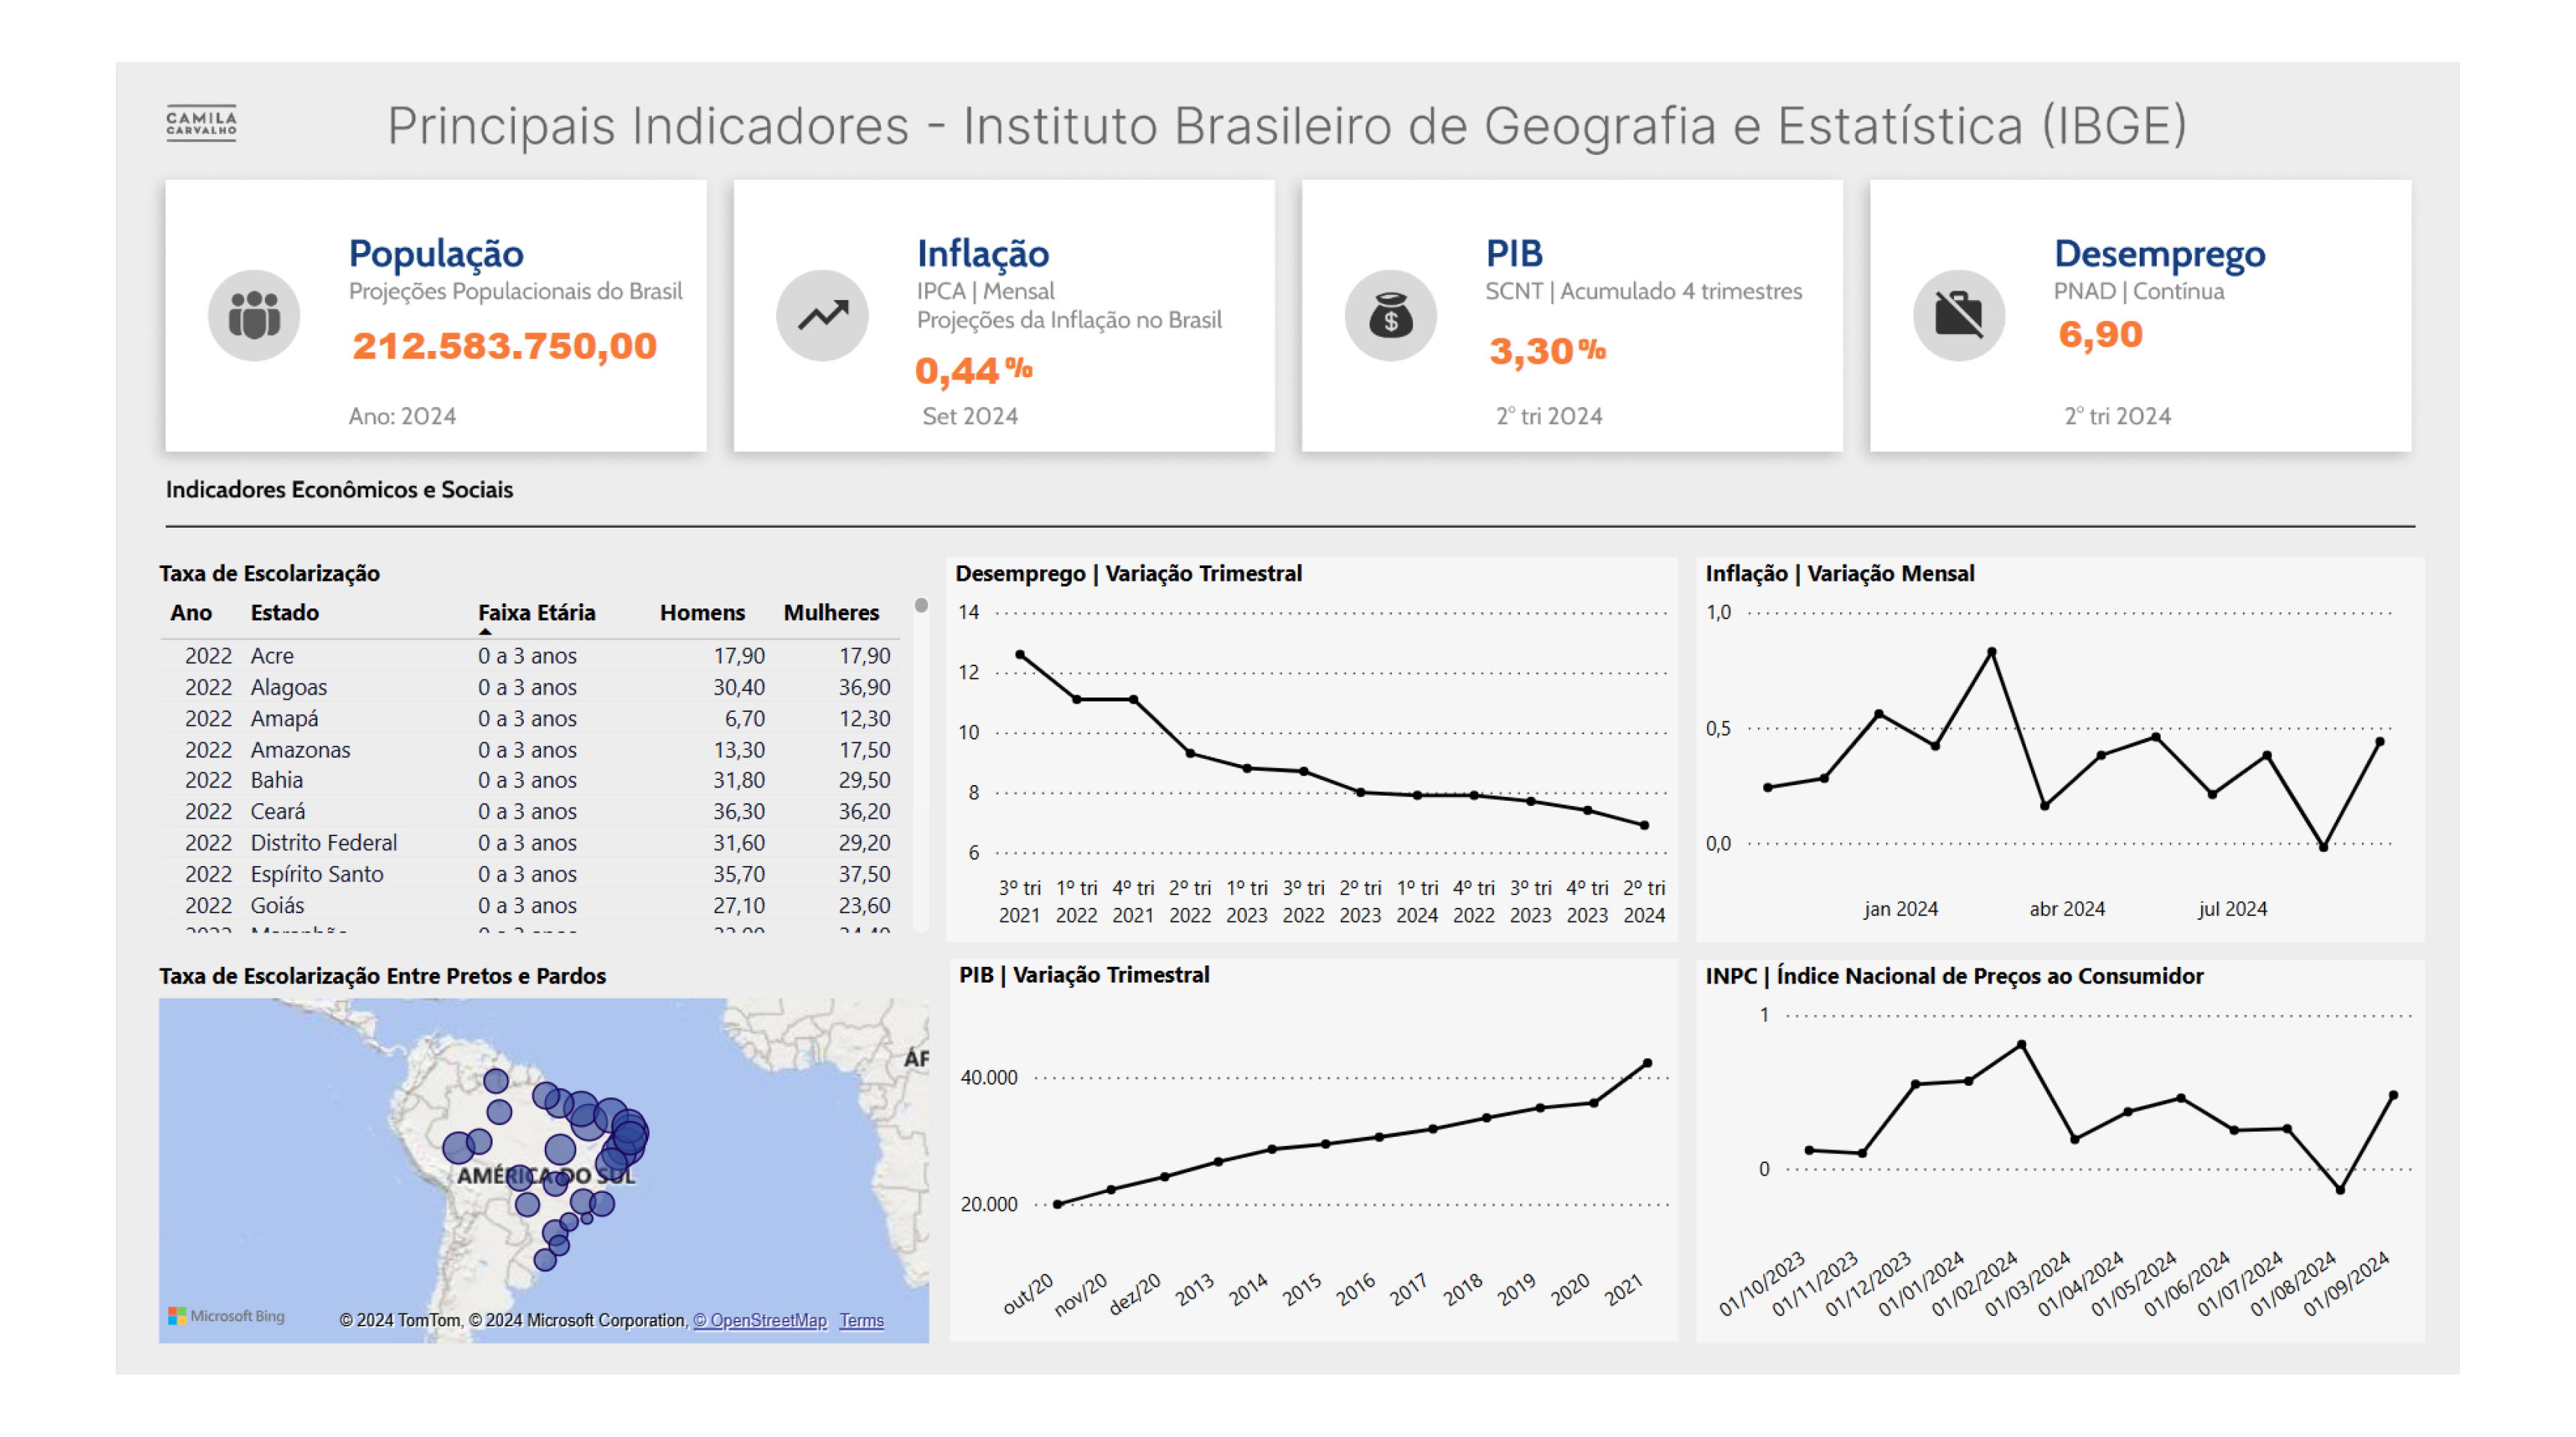 CAMILA
CARVALHO
Principais Indicadores - Instituto Brasileiro de Geografia e Estatística (IBGE)
População
Projeções Populacionais do Brasil
212.583.750,00
Ano: 2024
Inflação
IPCA | Mensal
Projeções da Inflação no Brasil
0,44 %
Set 2024
PIB
SCNT | Acumulado 4 trimestres
3,30 %
2° tri 2024
Desemprego
PNAD | Contínua
6,90
2° tri 2024
Indicadores Econômicos e Sociais
Taxa de Escolarização
Ano Estado Faixa Etária Homens Mulheres
2022 Acre 0 a 3 anos 17,90 17,90
2022 Alagoas 0 a 3 anos 30,40 36,90
2022 Amapá 0 a 3 anos 6,70 12,30
2022 Amazonas 0 a 3 anos 13,30 17,50
2022 Bahia 0 a 3 anos 31,80 29,50
2022 Ceará 0 a 3 anos 36,30 36,20
2022 Distrito Federal 0 a 3 anos 31,60 29,20
2022 Espírito Santo 0 a 3 anos 35,70 37,50
2022 Goiás 0 a 3 anos 27,10 23,60
Desemprego | Variação Trimestral
14
12
10
8
6
3º tri 1º tri 4º tri 2º tri 1º tri 3º tri 2º tri 1º tri 4º tri 3º tri 4º tri 2º tri
2021 2022 2021 2022 2023 2022 2023 2024 2022 2023 2023 2024
Inflação | Variação Mensal
1,0
0,5
0,0
jan 2024 abr 2024 jul 2024
Taxa de Escolarização Entre Pretos e Pardos
ÁF
AMÉRICA DO SUL
Microsoft Bing
© 2024 TomTom, © 2024 Microsoft Corporation, © OpenStreetMap Terms
PIB | Variação Trimestral
40.000
20.000
out/20 nov/20 dez/20 2013 2014 2015 2016 2017 2018 2019 2020 2021
INPC | Índice Nacional de Preços ao Consumidor
1
0
01/10/2023 01/11/2023 01/12/2023 01/01/2024 01/02/2024 01/03/2024 01/04/2024 01/05/2024 01/06/2024 01/07/2024 01/08/2024 01/09/2024